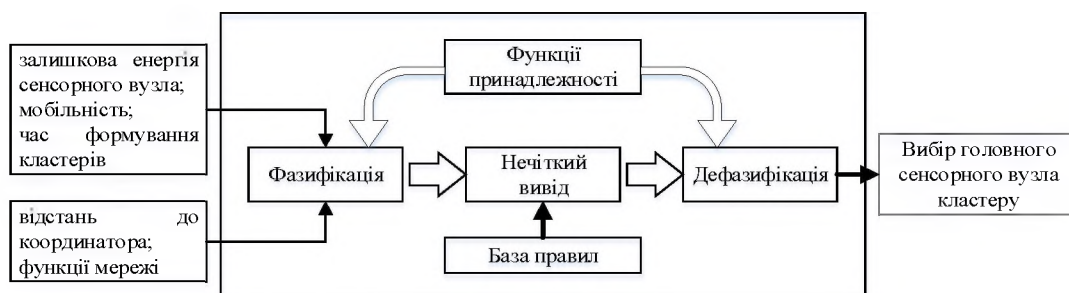 залишкова енергія
сенсорного вузла;
мобільність;
час формування
кластерів
відстань до
координатора;
функції мережі
Функції
принадлежності
Фазифікація
Нечіткий
вивід
Дефазифікація
База правил
Вибір головного
сенсорного вузла
кластеру